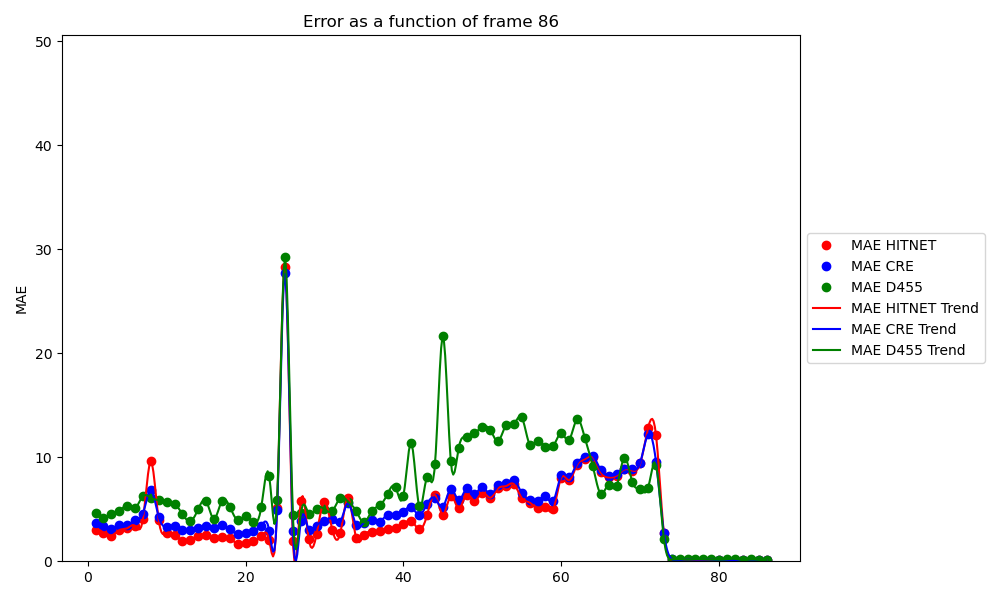 Error as a function of frame 86
50
40
30
20
10
0
MAE
0 20 40 60 80
MAE HITNET
MAE CRE
MAE D455
MAE HITNET Trend
MAE CRE Trend
MAE D455 Trend